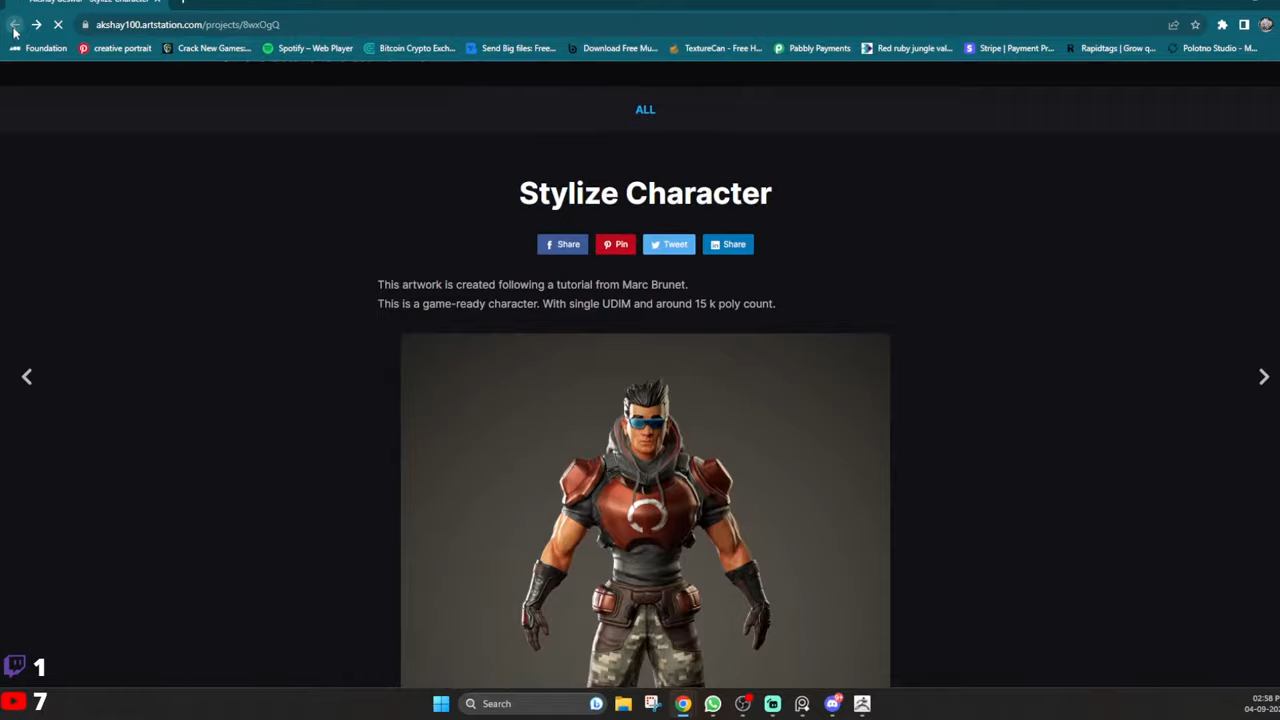 akshay100.artstation.com/projects/8wxOgQ
Foundation
creative portrait
Crack New Games:...
Spotify – Web Player
Bitcoin Crypto Exch...
Send Big files: Free...
Download Free Mu...
TextureCan - Free H...
Pabbly Payments
Red ruby jungle val...
Stripe | Payment Pr...
Rapidtags | Grow q...
Polotno Studio - M...
ALL
Stylize Character
Share
Pin
Tweet
Share
This artwork is created following a tutorial from Marc Brunet.
This is a game-ready character. With single UDIM and around 15 k poly count.
1
7
Search
02:58
04-09-202